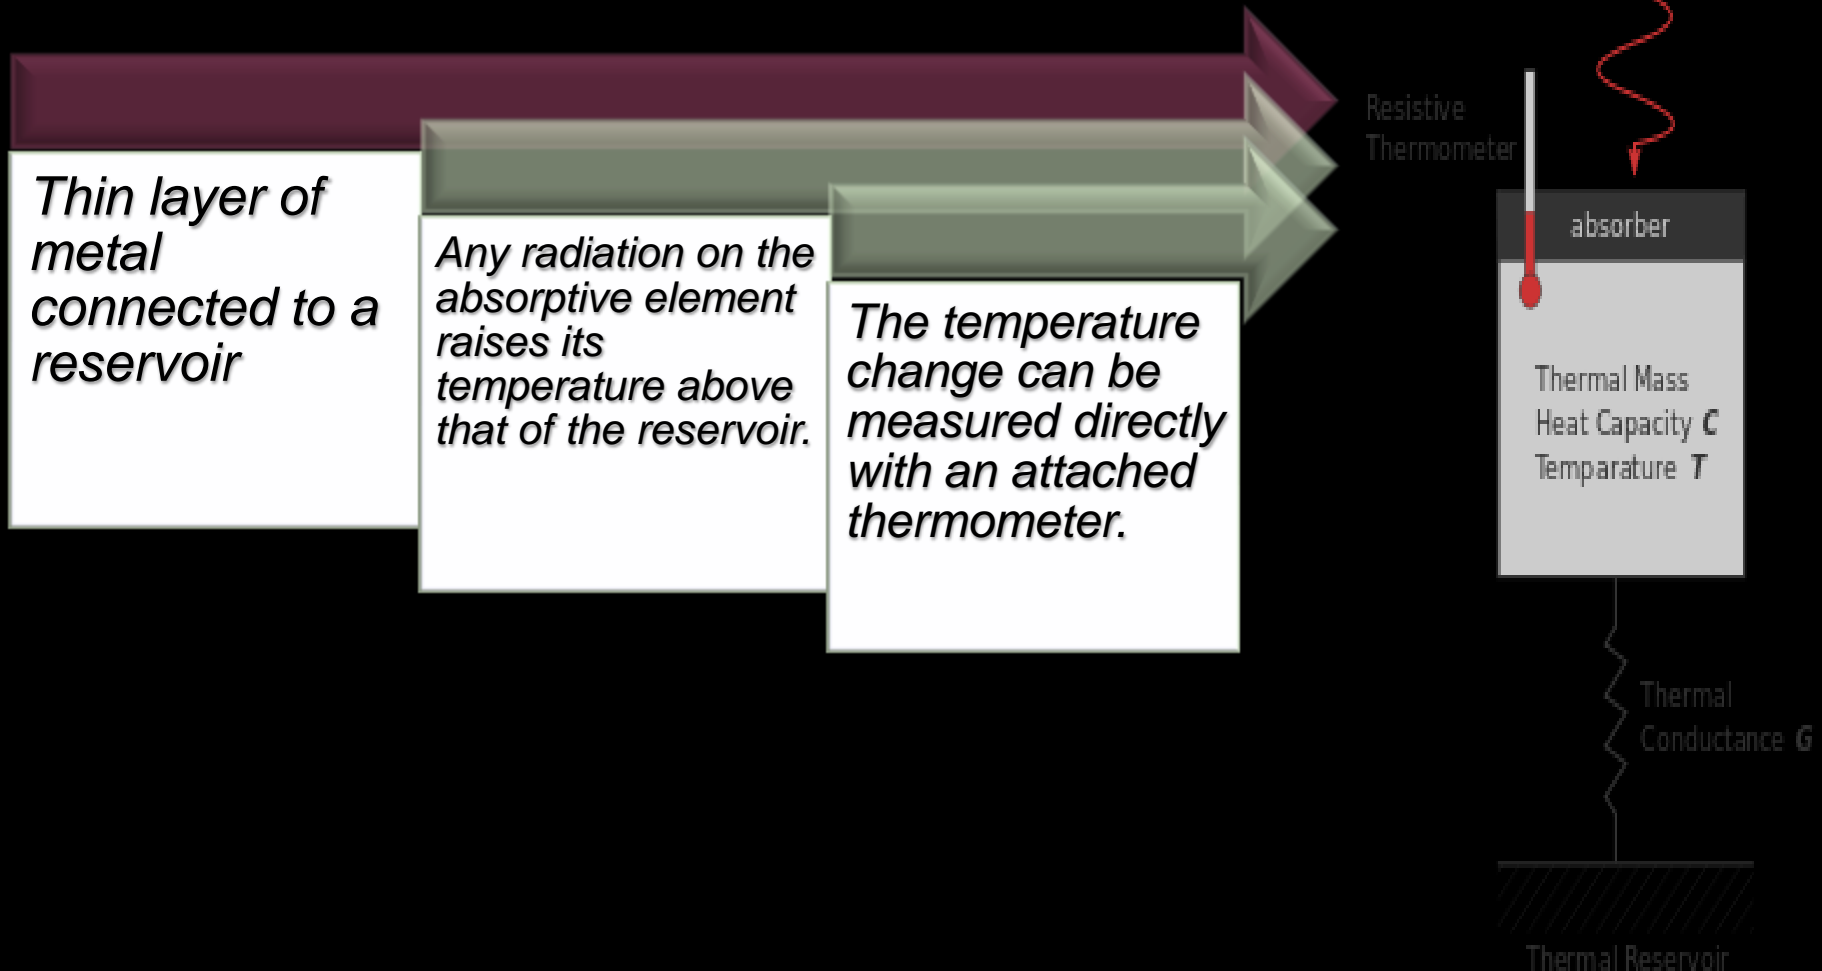 Thin layer of
metal
connected to a
reservoir
Any radiation on the
absorptive element
raises its
temperature above
that of the reservoir.
The temperature
change can be
measured directly
with an attached
thermometer.
Resistive
Thermometer
absorber
Thermal Mass
Heat Capacity C
Temparature T
Thermal
Conductance G
Thermal Reservoir